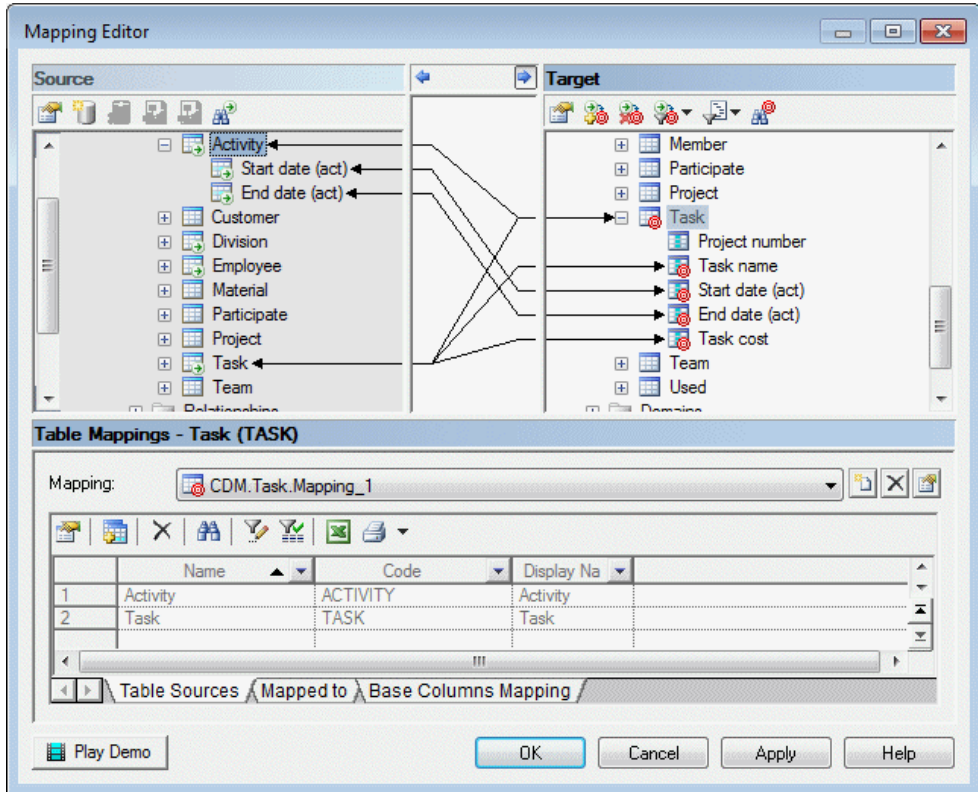 Mapping Editor
Source
Target
Activity
Start date (act)
End date (act)
Customer
Division
Employee
Material
Participate
Project
Task
Team
Relationships
Member
Participate
Project
Task
Project number
Task name
Start date (act)
End date (act)
Task cost
Team
Used
Domains
Table Mappings - Task (TASK)
Mapping: CDM.Task.Mapping_1
Name Code Display Na
1 Activity ACTIVITY Activity
2 Task TASK Task
Table Sources Mapped to Base Columns Mapping
Play Demo OK Cancel Apply Help